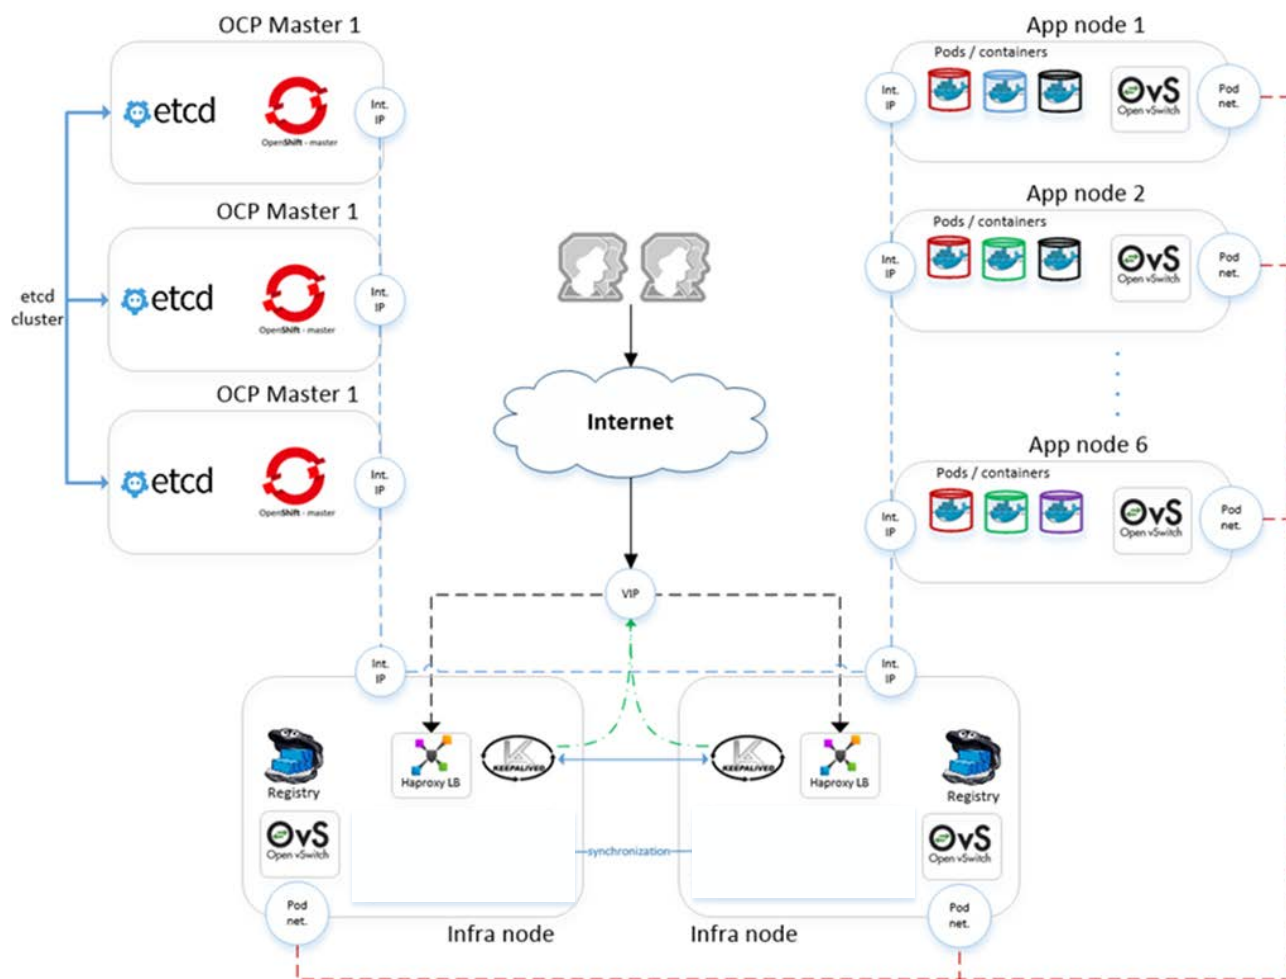 OCP Master 1
etcd
OpenShift - master
Int.
IP
OCP Master 1
etcd
OpenShift - master
Int.
IP
etcd
cluster
OCP Master 1
etcd
OpenShift - master
Int.
IP
Internet
VIP
App node 1
Pods / containers
Int.
IP
OvS
Open vSwitch
Pod
net.
App node 2
Pods / containers
Int.
IP
OvS
Open vSwitch
Pod
net.
App node 6
Pods / containers
Int.
IP
OvS
Open vSwitch
Pod
net.
Int.
IP
Registry
Haproxy LB
KEEPALIVED
OvS
Open vSwitch
Pod
net.
Infra node
synchronization
Int.
IP
KEEPALIVED
Haproxy LB
Registry
OvS
Open vSwitch
Pod
net.
Infra node